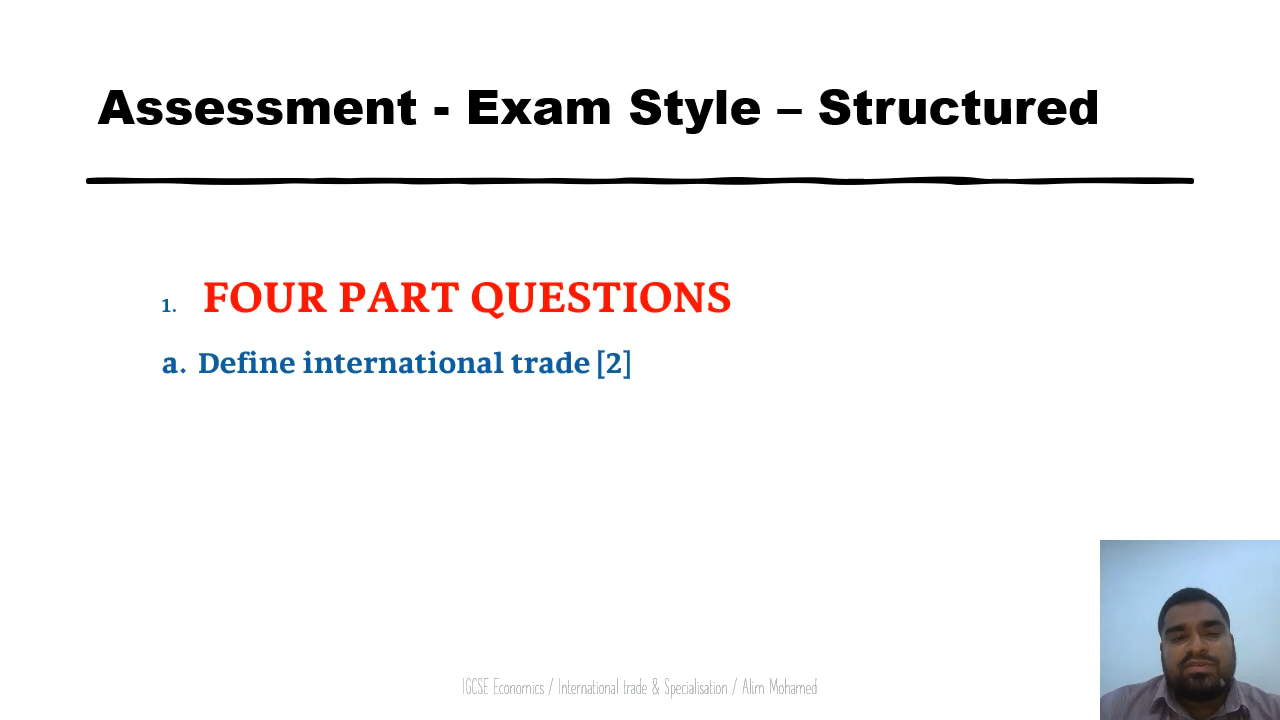 Assessment - Exam Style – Structured
1. FOUR PART QUESTIONS
a. Define international trade [2]
IGCSE Economics / International trade & Specialisation / Alim Mohamed